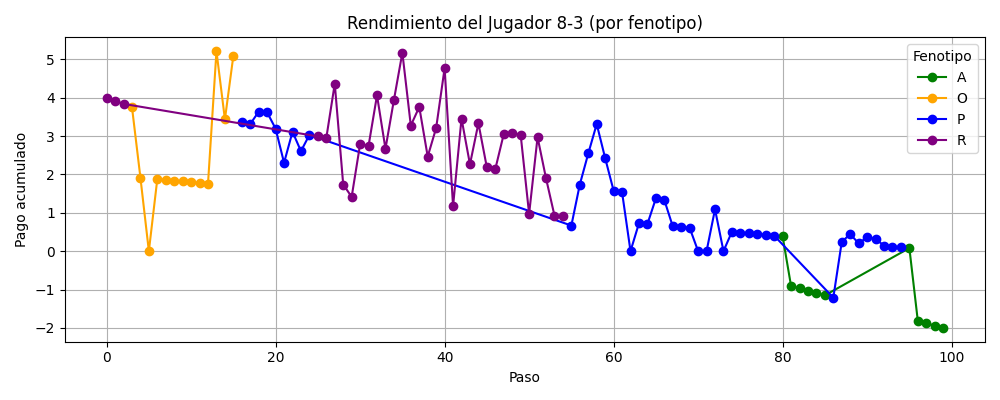 Rendimiento del Jugador 8-3 (por fenotipo)
Pago acumulado
5
4
3
2
1
0
−1
−2
0 20 40 60 80 100
Paso
Fenotipo
A
O
P
R